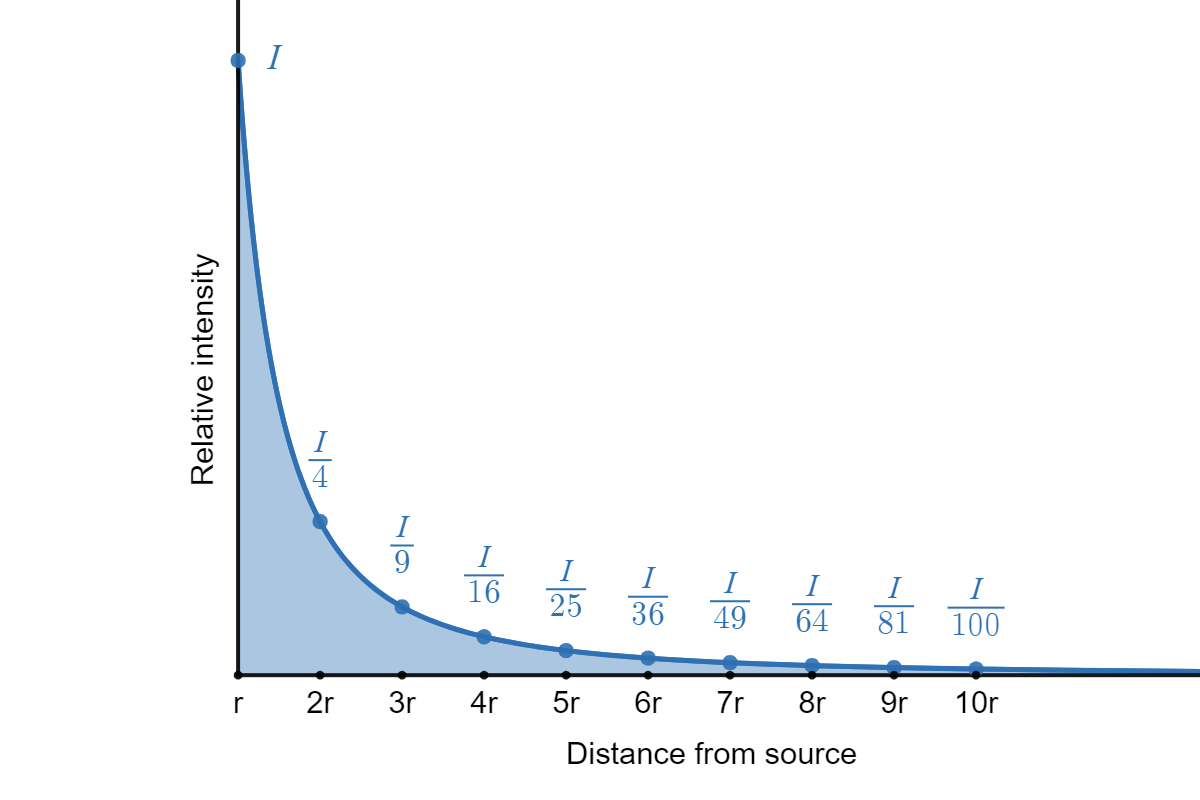 I
I/4
I/9
I/16
I/25
I/36
I/49
I/64
I/81
I/100
Relative intensity
r 2r 3r 4r 5r 6r 7r 8r 9r 10r
Distance from source